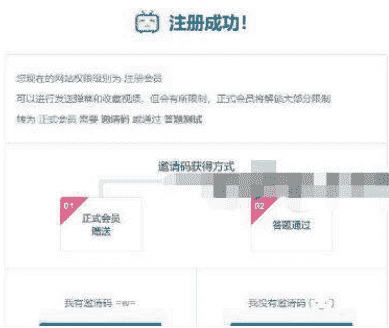 注册成功!
您现在的网站权限级别为 注册会员
可以进行发送弹幕和收藏视频，但会有所限制，正式会员将解锁大部分限制
转为 正式会员 需要 邀请码 或通过 答题测试
邀请码获得方式
01
正式会员
赠送
02
答题通过
我有邀请码 =w=
我没有邀请码 (´-_-`)